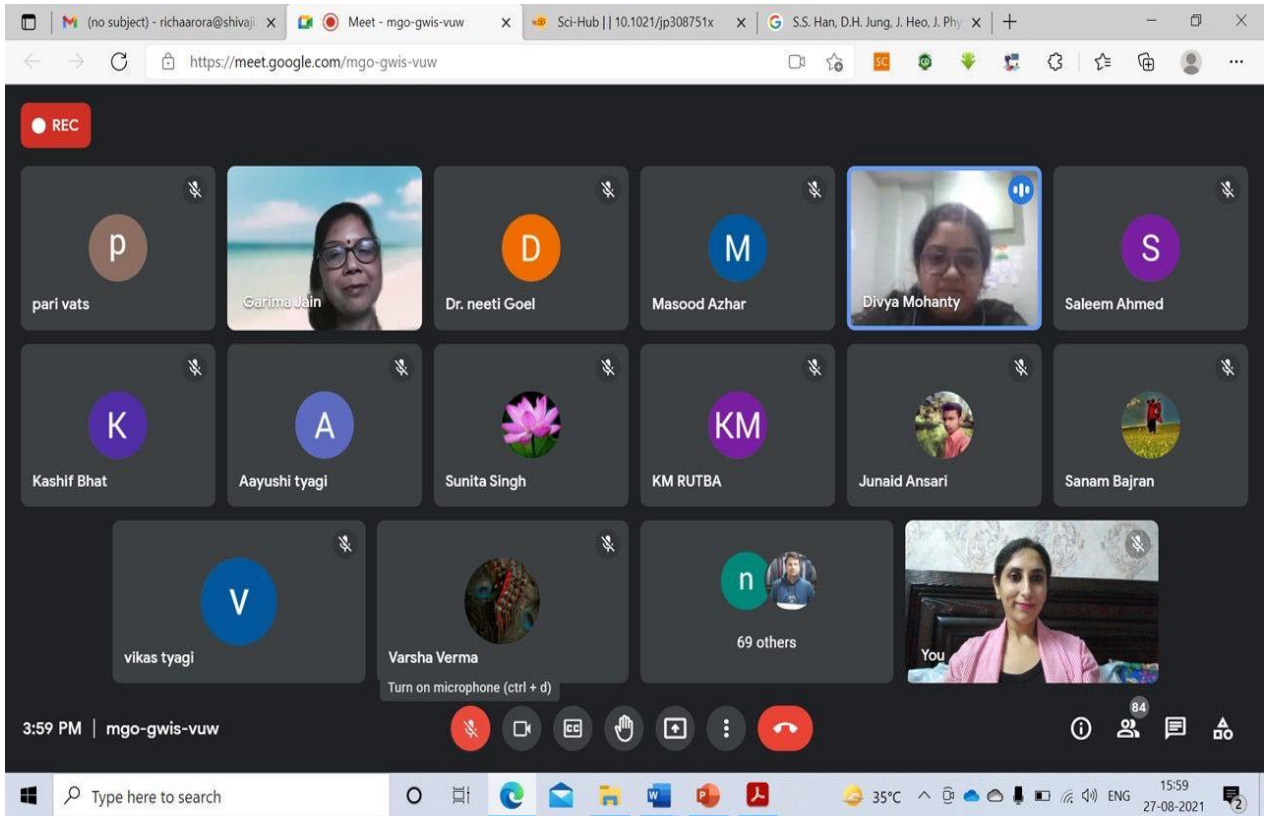 (no subject) - richaarora@shivaji
Meet - mgo-gwis-vuw
Sci-Hub || 10.1021/jp308751x
G
S.S. Han, D.H. Jung, J. Heo, J. Phy
https://meet.google.com/mgo-gwis-vuw
SC
REC
p
pari vats
Garima Jain
D
Dr. neeti Goel
M
Masood Azhar
Divya Mohanty
S
Saleem Ahmed
K
Kashif Bhat
A
Aayushi tyagi
Sunita Singh
KM
KM RUTBA
Junaid Ansari
Sanam Bajran
V
vikas tyagi
Varsha Verma
n
69 others
You
Turn on microphone (ctrl + d)
3:59 PM | mgo-gwis-vuw
CC
84
Type here to search
35°C
ENG
15:59
27-08-2021
2